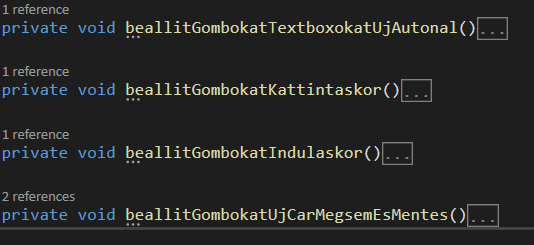 1 reference
private void beallitGombokatTextboxokatUjAutonal()...
1 reference
private void beallitGombokatKattintaskor()...
1 reference
private void beallitGombokatIndulaskor()...
2 references
private void beallitGombokatUjCarMegsemEsMentes()...